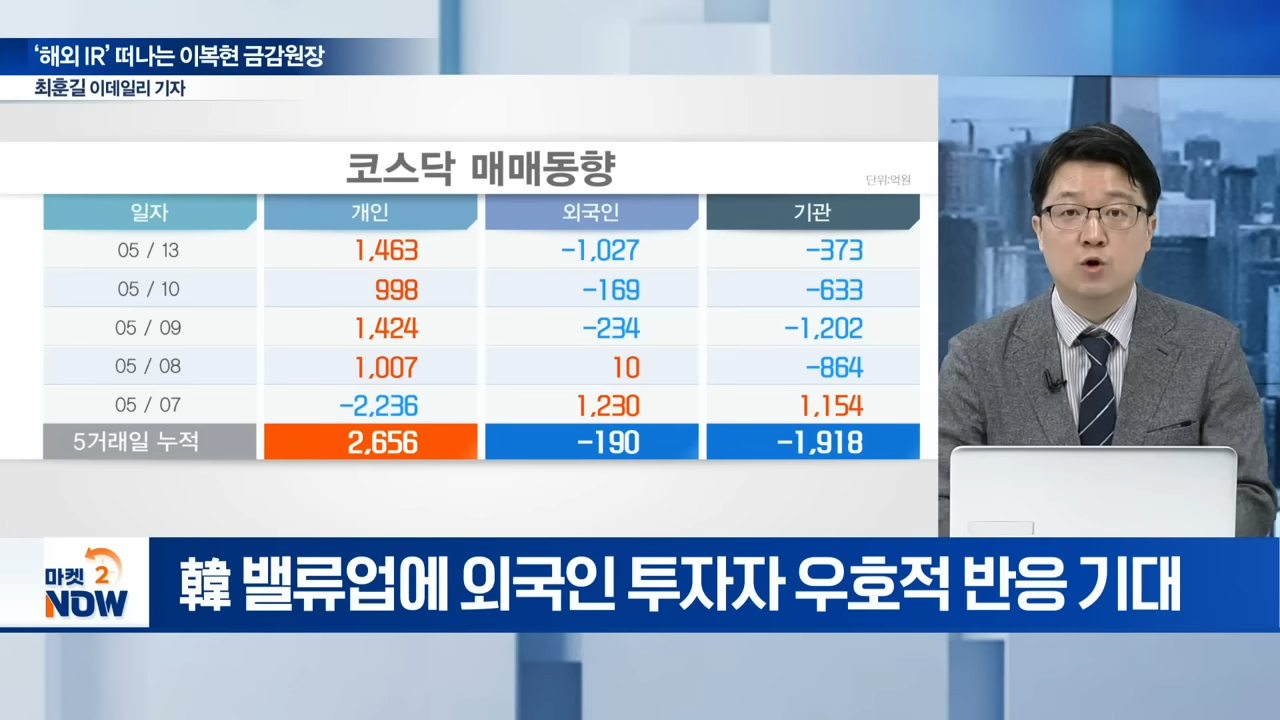 ‘해외 IR’ 떠나는 이복현 금감원장
최훈길 이데일리 기자
코스닥 매매동향
단위:억원
일자 개인 외국인 기관
05 / 13 1,463 -1,027 -373
05 / 10 998 -169 -633
05 / 09 1,424 -234 -1,202
05 / 08 1,007 10 -864
05 / 07 -2,236 1,230 1,154
5거래일 누적 2,656 -190 -1,918
마켓 2
NOW
韓 밸류업에 외국인 투자자 우호적 반응 기대